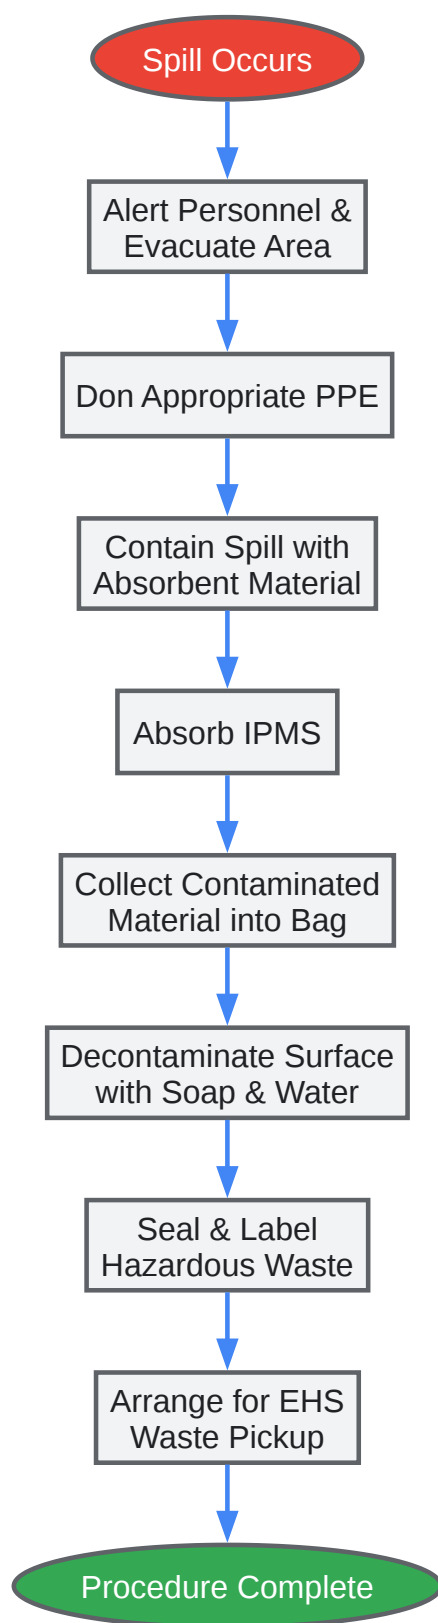 Spill Occurs
Alert Personnel &
Evacuate Area
Don Appropriate PPE
Contain Spill with
Absorbent Material
Absorb IPMS
Collect Contaminated
Material into Bag
Decontaminate Surface
with Soap & Water
Seal & Label
Hazardous Waste
Arrange for EHS
Waste Pickup
Procedure Complete